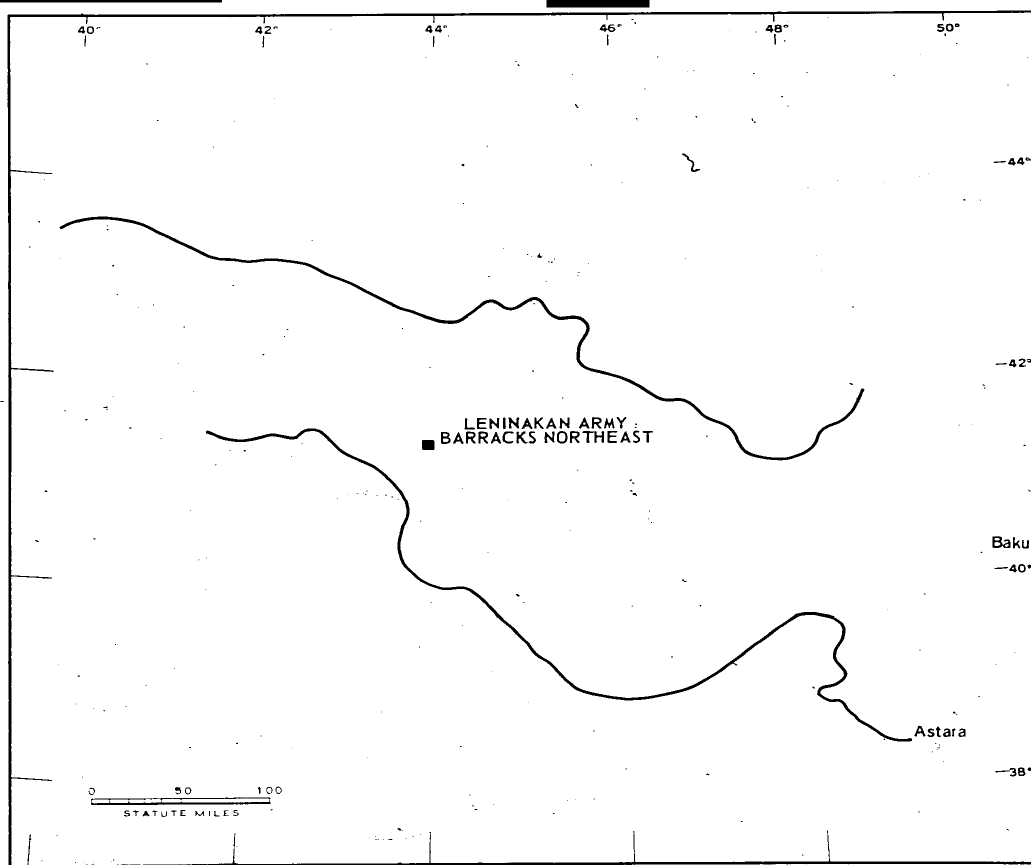 40° 42° 44° 46° 48° 50°
44°
42°
LENINAKAN ARMY
BARRACKS NORTHEAST
Baku
40°
Astara
38°
0 50 100
STATUTE MILES